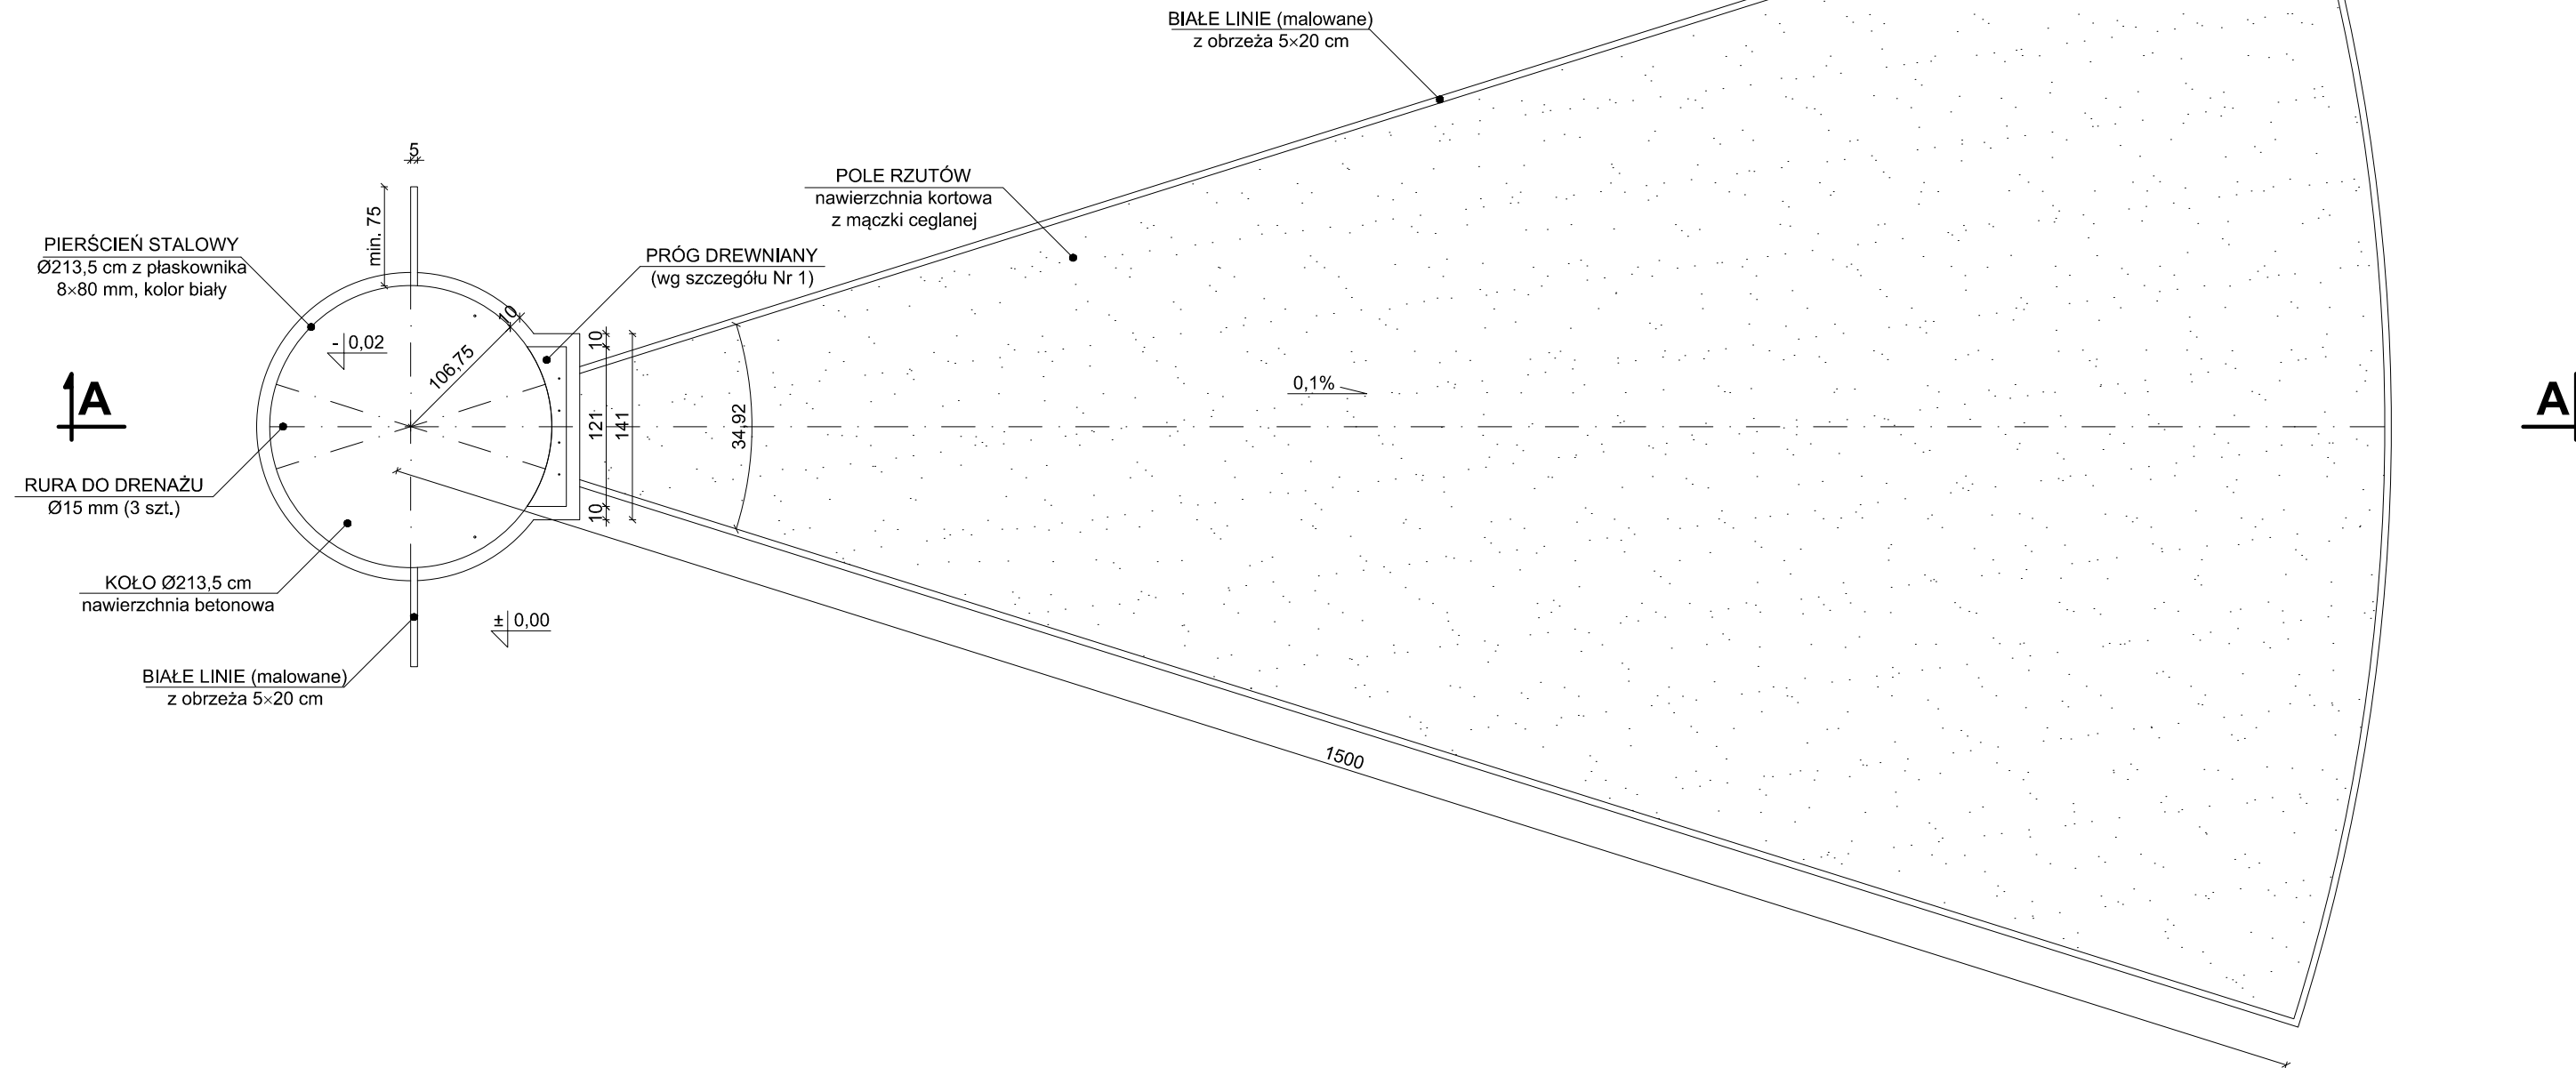 BIAŁE LINIE (malowane)
z obrzeża 5×20 cm
5
POLE RZUTÓW
nawierzchnia kortowa
z mączki ceglanej
min. 75
PIERŚCIEŃ STALOWY
Ø213,5 cm z płaskownika
8×80 mm, kolor biały
PRÓG DREWNIANY
(wg szczegółu Nr 1)
10
- 0,02
10
106,75
0,1%
A
A
121
141
34,92
RURA DO DRENAŻU
Ø15 mm (3 szt.)
10
KOŁO Ø213,5 cm
nawierzchnia betonowa
± 0,00
BIAŁE LINIE (malowane)
z obrzeża 5×20 cm
1500